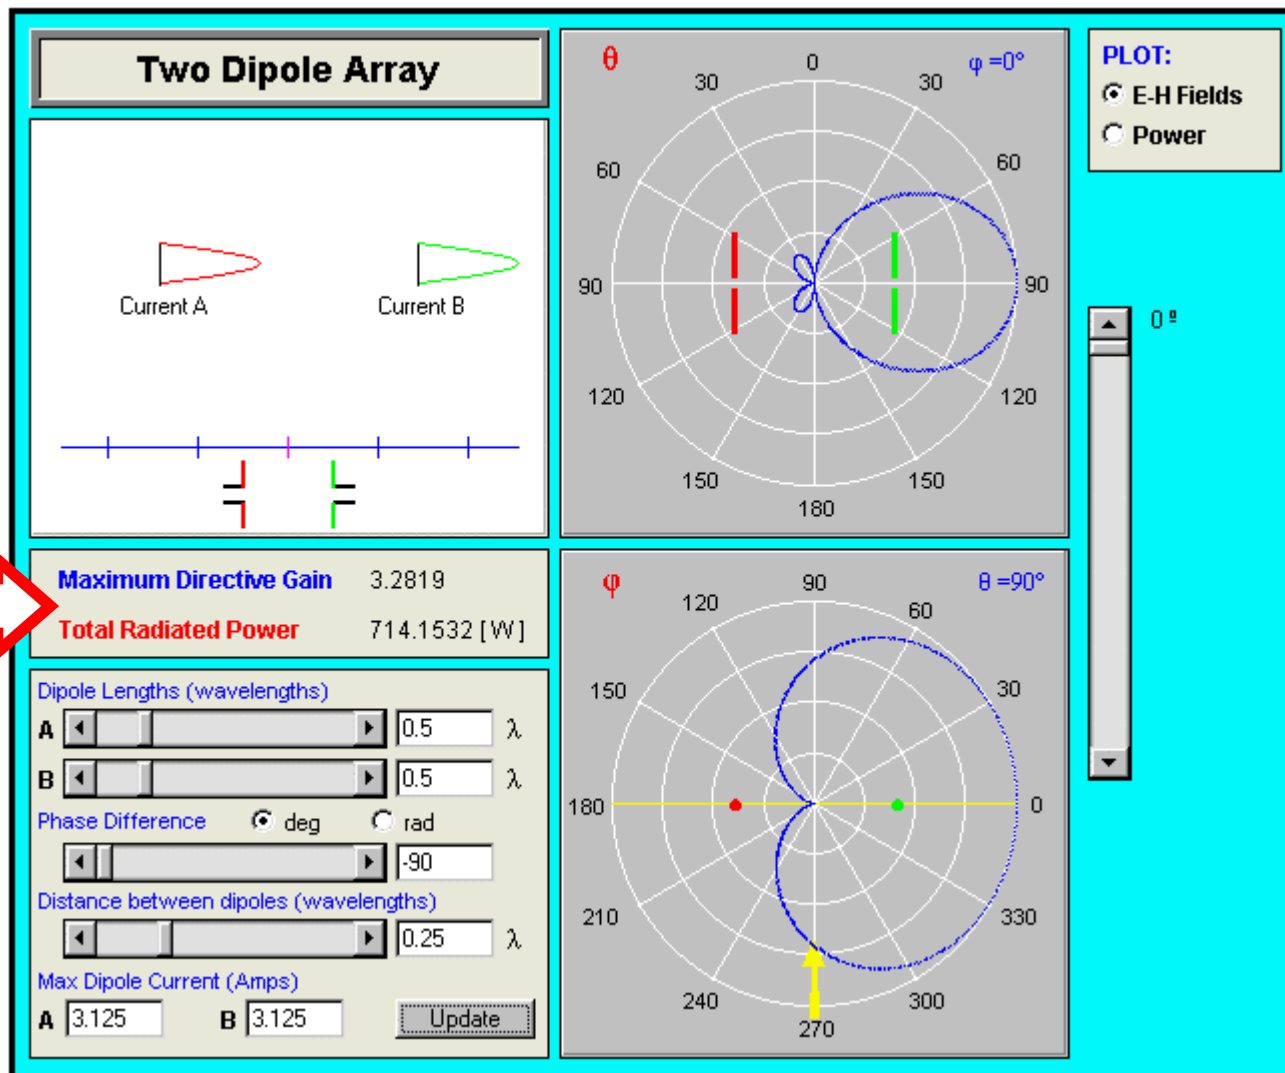 Two Dipole Array
Current A
Current B
Maximum Directive Gain 3.2819
Total Radiated Power 714.1532 [W]
Dipole Lengths (wavelengths)
A 0.5 λ
B 0.5 λ
Phase Difference deg rad
-90
Distance between dipoles (wavelengths)
0.25 λ
Max Dipole Current (Amps)
A 3.125 B 3.125 Update
θ 0 φ =0°
30 30
60 60
90 90
120 120
150 150
180
φ 90 θ =90°
120 60
150 30
180 0
210 330
240 300
270
PLOT:
E-H Fields
Power
0 º